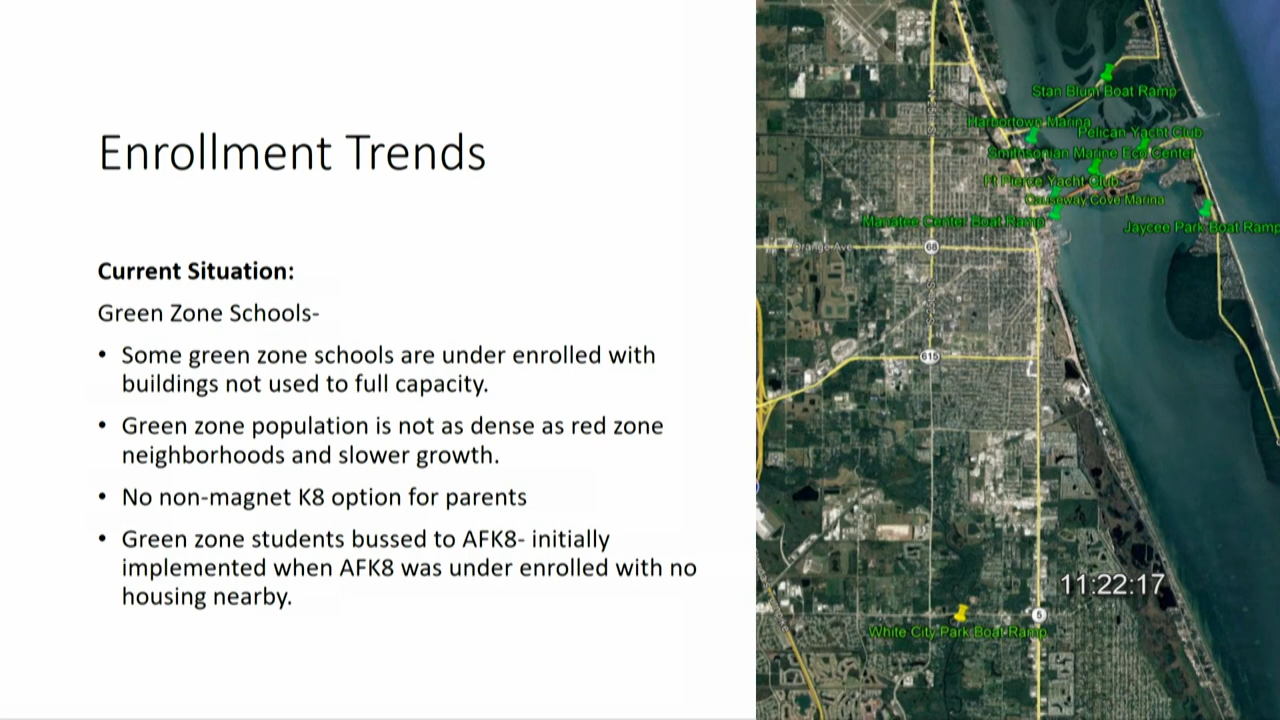 Enrollment Trends
Current Situation:
Green Zone Schools-
• Some green zone schools are under enrolled with
buildings not used to full capacity.
• Green zone population is not as dense as red zone
neighborhoods and slower growth.
• No non-magnet K8 option for parents
• Green zone students bussed to AFK8- initially
implemented when AFK8 was under enrolled with no
housing nearby.
Stan Blum Boat Ramp
Harbortown Marina
Pelican Yacht Club
Smithsonian Marine Eco Center
Ft Pierce Yacht Club
Causeway Cove Marina
Manatee Center Boat Ramp
Jaycee Park Boat Ramp
Orange Ave
68
615
11:22:17
5
White City Park Boat Ramp